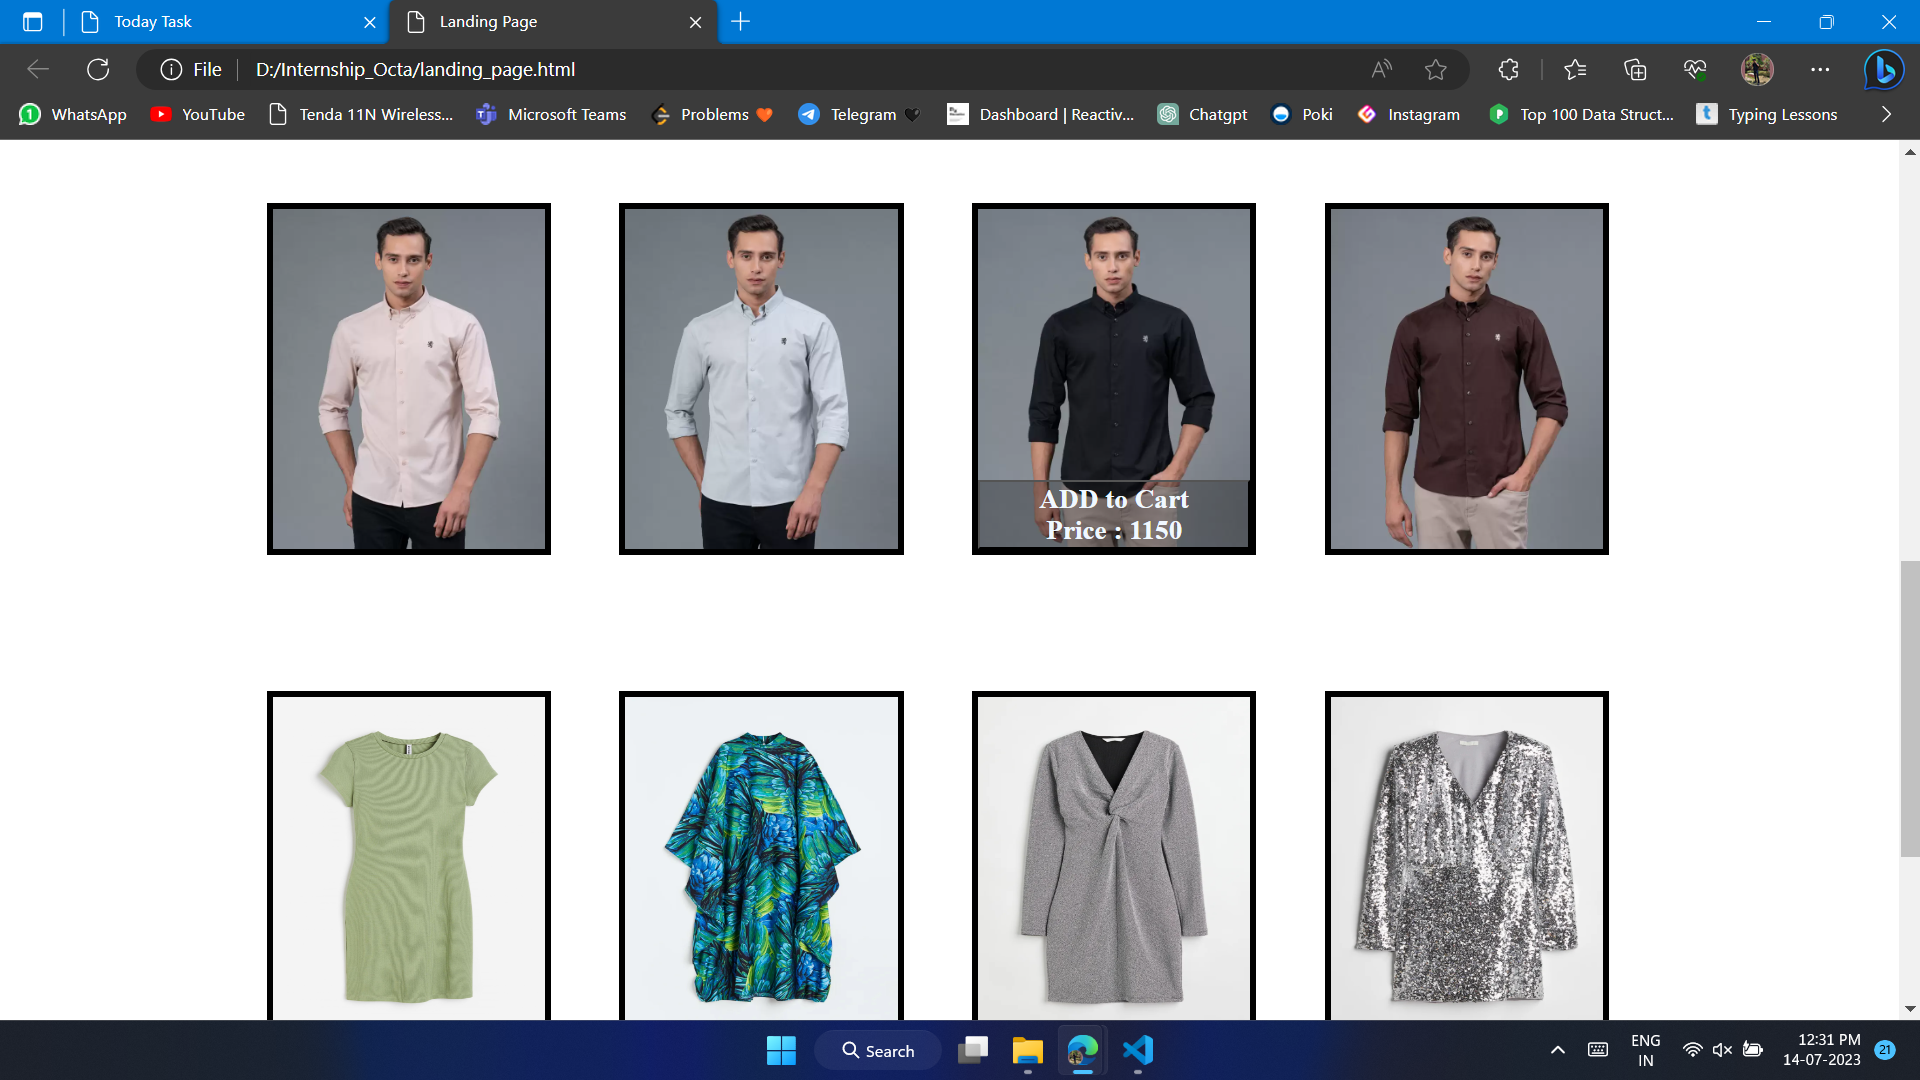 Today Task
Landing Page
File
D:/Internship_Octa/landing_page.html
WhatsApp
YouTube
Tenda 11N Wireless...
Microsoft Teams
Problems
Telegram
Dashboard | Reactiv...
Chatgpt
Poki
Instagram
Top 100 Data Struct...
Typing Lessons
ADD to Cart
Price : 1150
Search
ENG
IN
12:31 PM
14-07-2023
21